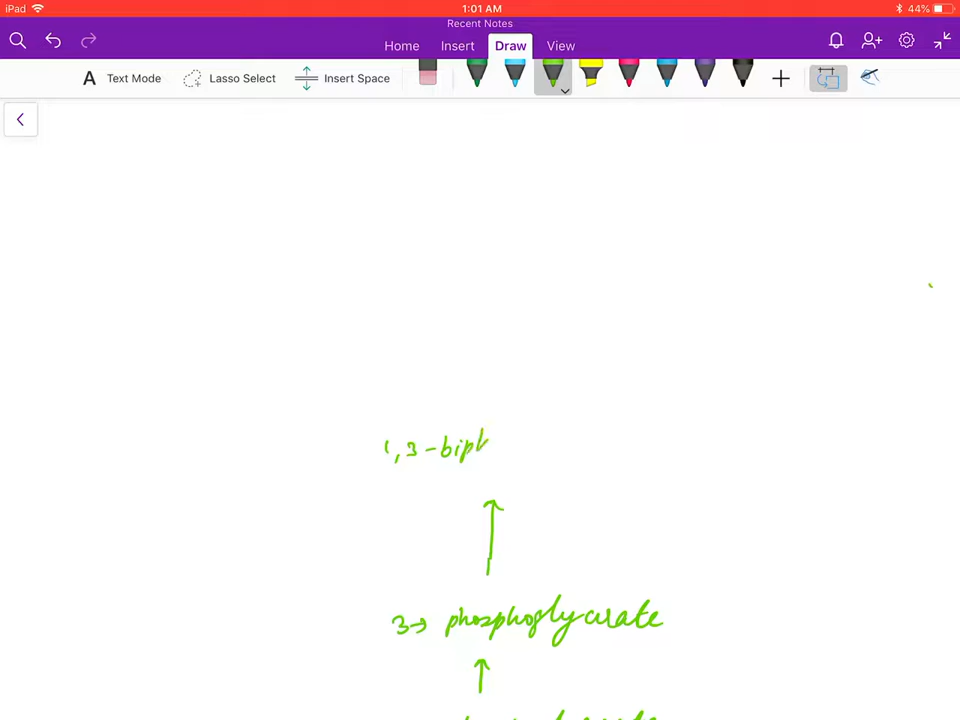 iPad 1:01 AM 44%
Recent Notes
Home Insert Draw View
A Text Mode Lasso Select Insert Space
1,3-biph
3→ phosphoglycerate